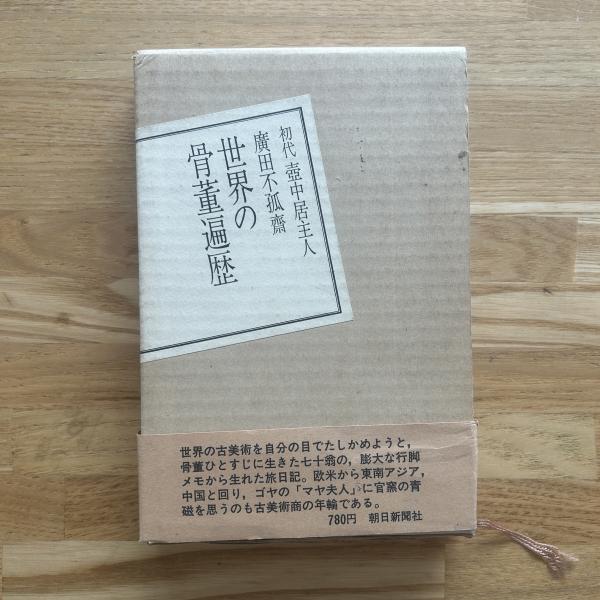 初代 壺中居主人
廣田不孤齋
世界の
骨董遍歴
世界の古美術を自分の目でたしかめようと，
骨董ひとすじに生きた七十翁の，膨大な行脚
メモから生れた旅日記。欧米から東南アジア，
中国と回り，ゴヤの「マヤ夫人」に官窯の青
磁を思うのも古美術商の年輪である。
780円 朝日新聞社